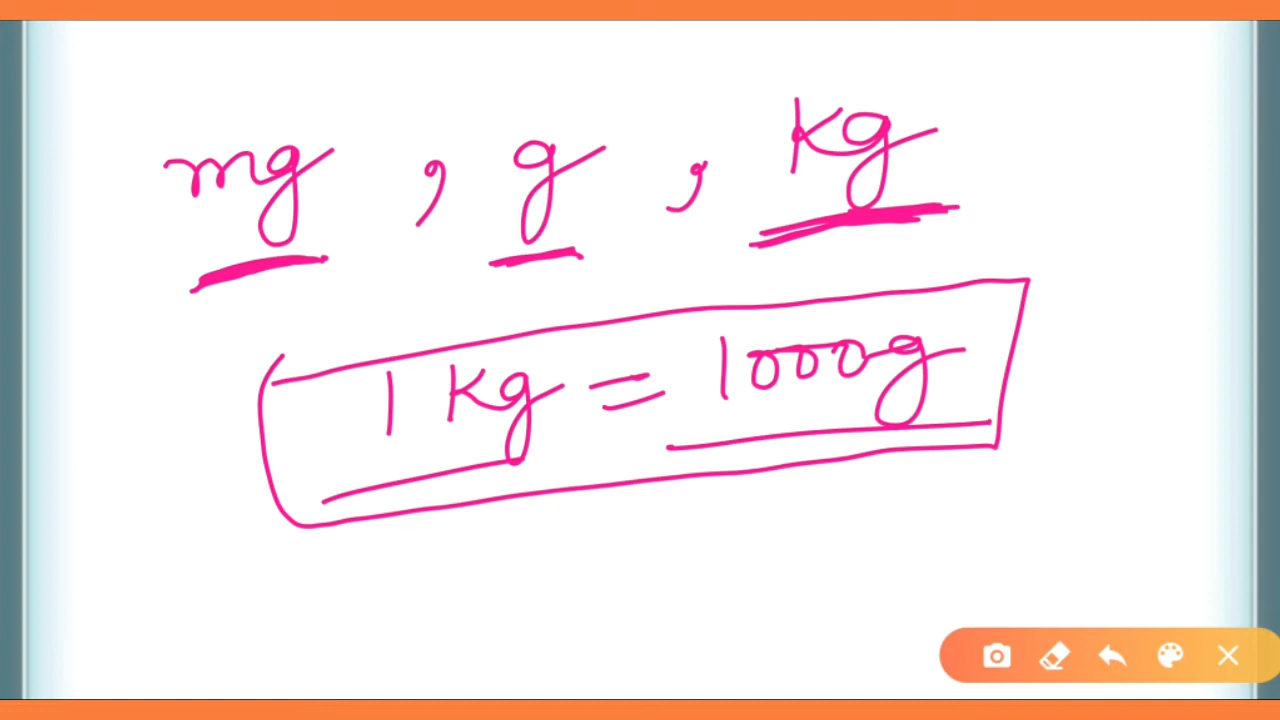 mg , g , kg
1 kg = 1000g